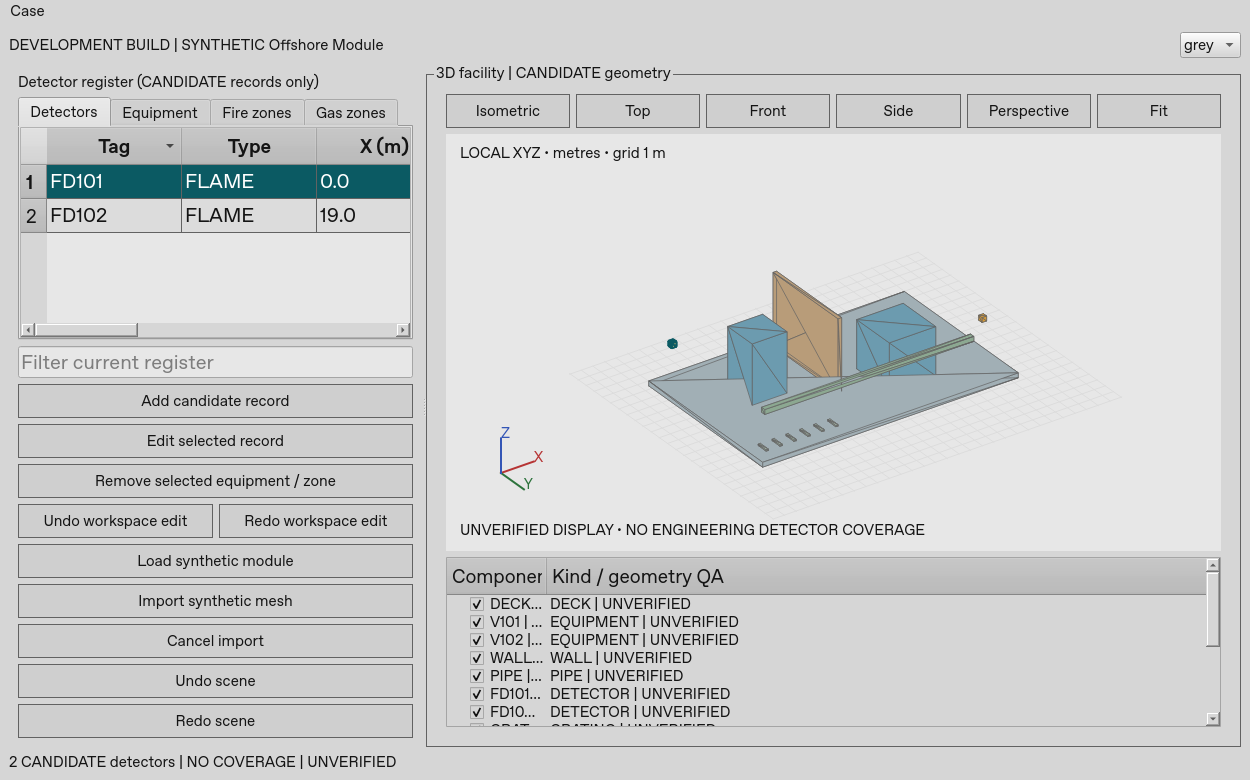 Case
DEVELOPMENT BUILD | SYNTHETIC Offshore Module
grey
Detector register (CANDIDATE records only)
Detectors Equipment Fire zones Gas zones
Tag Type X (m)
1 FD101 FLAME 0.0
2 FD102 FLAME 19.0
Filter current register
Add candidate record
Edit selected record
Remove selected equipment / zone
Undo workspace edit Redo workspace edit
Load synthetic module
Import synthetic mesh
Cancel import
Undo scene
Redo scene
3D facility | CANDIDATE geometry
Isometric Top Front Side Perspective Fit
LOCAL XYZ • metres • grid 1 m
Z
X
Y
UNVERIFIED DISPLAY • NO ENGINEERING DETECTOR COVERAGE
Componer Kind / geometry QA
DECK... DECK | UNVERIFIED
V101 | ... EQUIPMENT | UNVERIFIED
V102 |... EQUIPMENT | UNVERIFIED
WALL... WALL | UNVERIFIED
PIPE |... PIPE | UNVERIFIED
FD101... DETECTOR | UNVERIFIED
FD10... DETECTOR | UNVERIFIED
2 CANDIDATE detectors | NO COVERAGE | UNVERIFIED